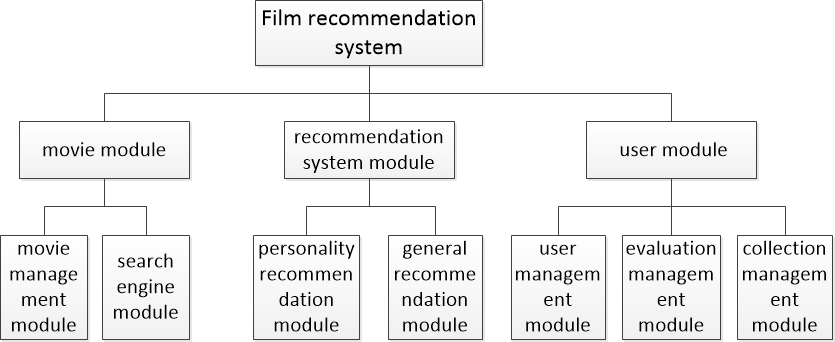 Film recommendation
system
movie module
recommendation
system module
user module
movie
manage
ment
module
search
engine
module
personality
recommen
dation
module
general
recomme
ndation
module
user
managem
ent
module
evaluation
managem
ent
module
collection
managem
ent
module